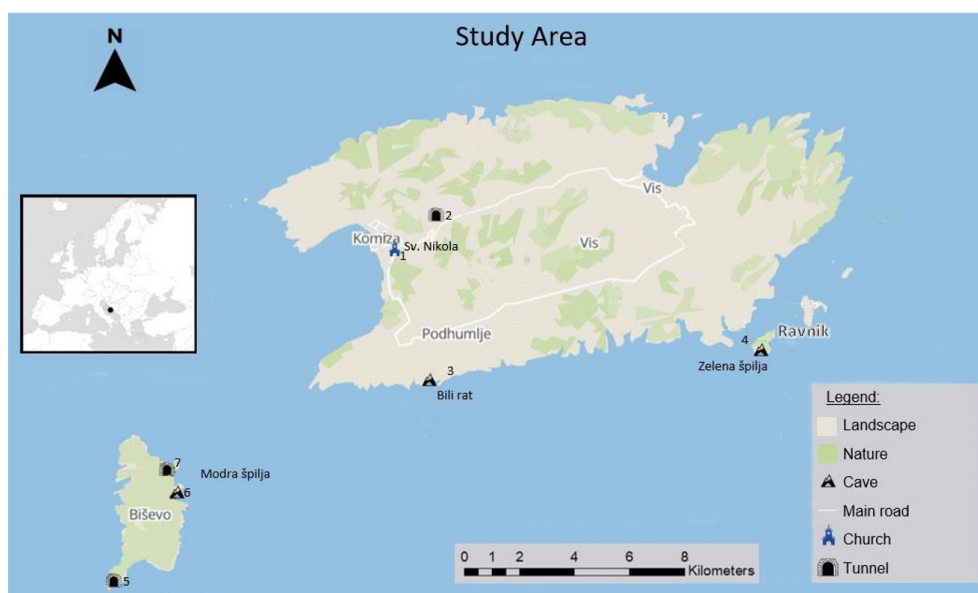 Study Area
N
Vis
2
Komiza
Sv. Nikola
1
Vis
Podhumlje
Ravnik
4
3
Zelena špilja
Bili rat
Legend:
Landscape
Nature
Cave
Main road
Church
Tunnel
7
Modra špilja
6
Biševo
5
0 1 2 4 6 8
Kilometers